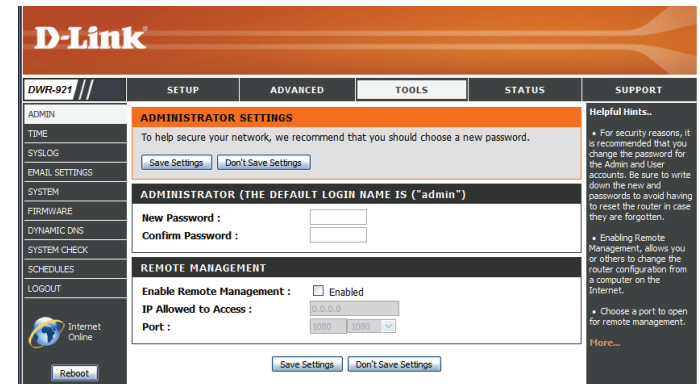 D-Link
DWR-921
SETUP
ADVANCED
TOOLS
STATUS
SUPPORT
ADMIN
TIME
SYSLOG
EMAIL SETTINGS
SYSTEM
FIRMWARE
DYNAMIC DNS
SYSTEM CHECK
SCHEDULES
LOGOUT
Internet
Online
Reboot
ADMINISTRATOR SETTINGS
To help secure your network, we recommend that you should choose a new password.
Save Settings Don't Save Settings
ADMINISTRATOR (THE DEFAULT LOGIN NAME IS ("admin")
New Password :
Confirm Password :
REMOTE MANAGEMENT
Enable Remote Management : Enabled
IP Allowed to Access : 0.0.0.0
Port : 1080 1080
Save Settings Don't Save Settings
Helpful Hints..
• For security reasons, it
is recommended that you
change the password for
the Admin and User
accounts. Be sure to write
down the new and
passwords to avoid having
to reset the router in case
they are forgotten.
• Enabling Remote
Management, allows you
or others to change the
router configuration from
a computer on the
Internet.
• Choose a port to open
for remote management.
More...